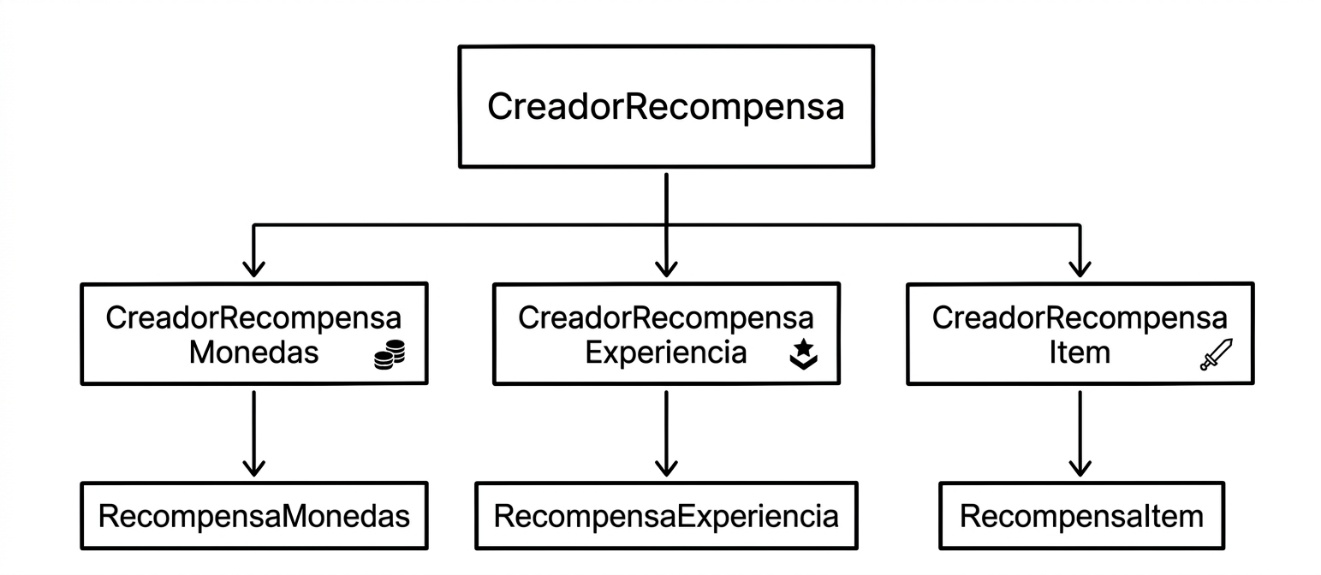 CreadorRecompensa
CreadorRecompensa
Monedas
CreadorRecompensa
Experiencia
CreadorRecompensa
Item
RecompensaMonedas
RecompensaExperiencia
RecompensaItem